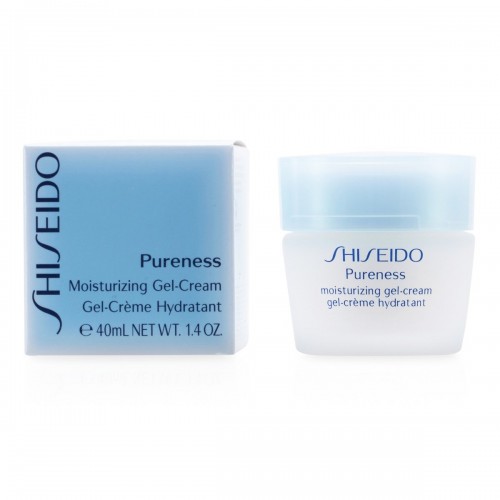 SHISEIDO
Pureness
Moisturizing Gel-Cream
Gel-Crème Hydratant
℮ 40mL NET WT. 1.4 OZ.
SHISEIDO
Pureness
moisturizing gel-cream
gel-crème hydratant